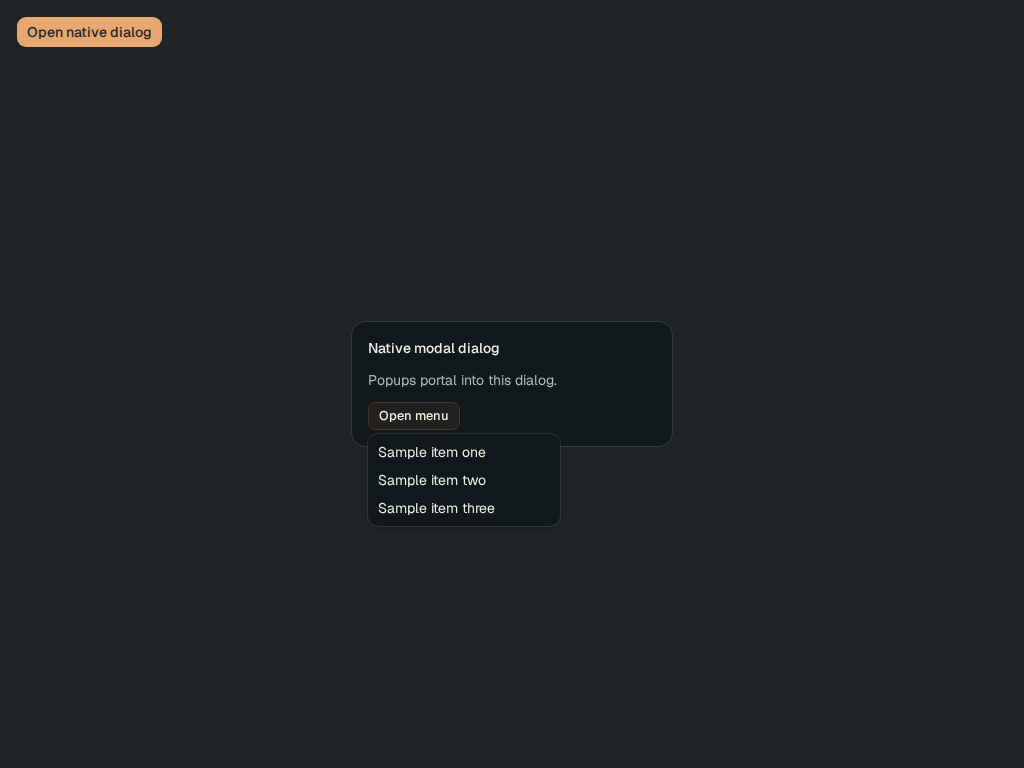 Open native dialog
Native modal dialog
Popups portal into this dialog.
Open menu
Sample item one
Sample item two
Sample item three